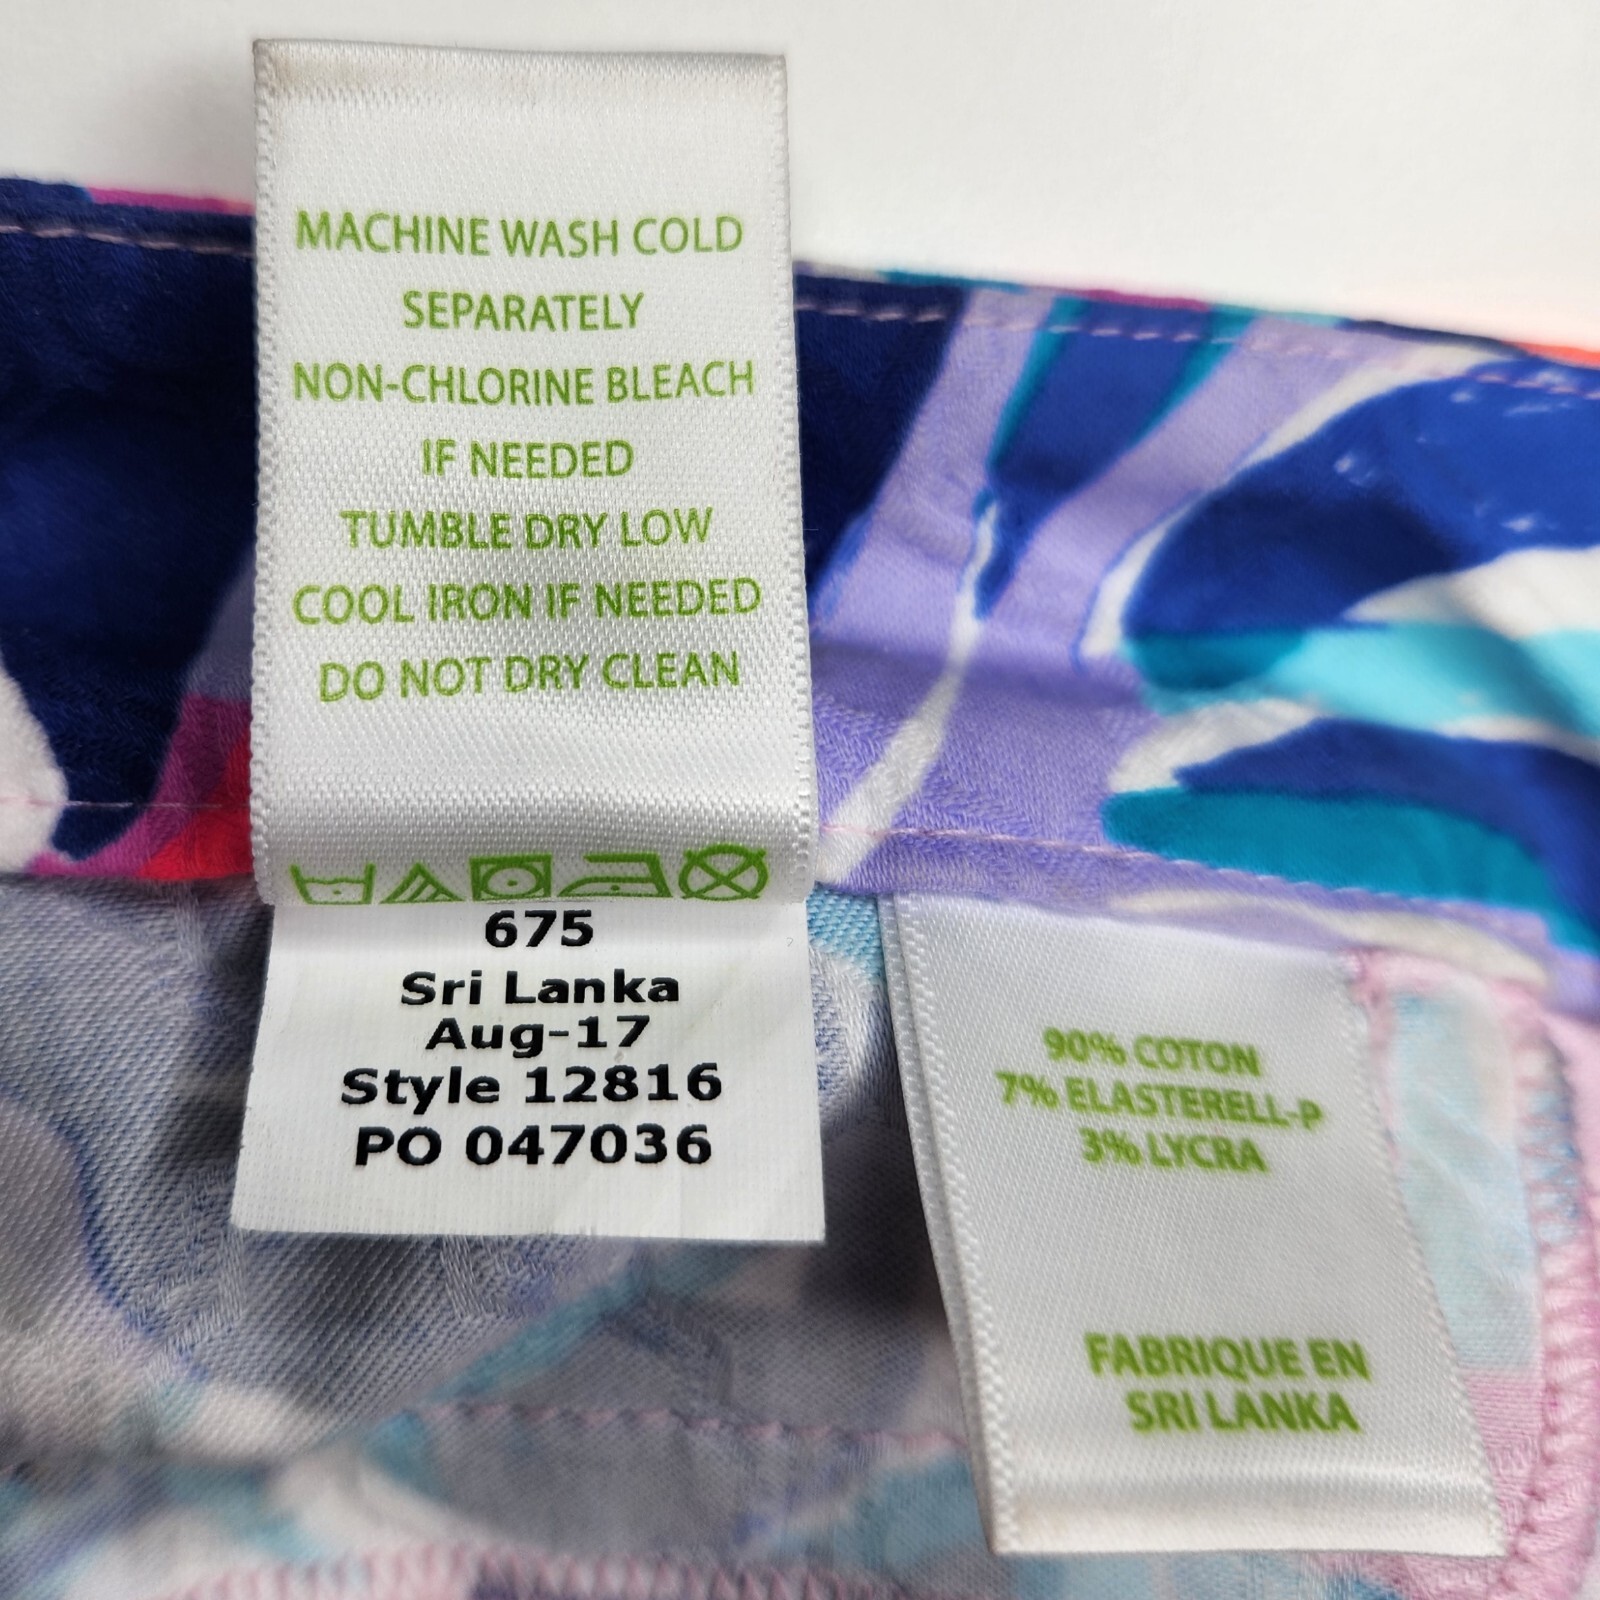 MACHINE WASH COLD
SEPARATELY
NON-CHLORINE BLEACH
IF NEEDED
TUMBLE DRY LOW
COOL IRON IF NEEDED
DO NOT DRY CLEAN
675
Sri Lanka
Aug-17
Style 12816
PO 047036
90% COTON
7% ELASTERELL-P
3% LYCRA
FABRIQUE EN
SRI LANKA